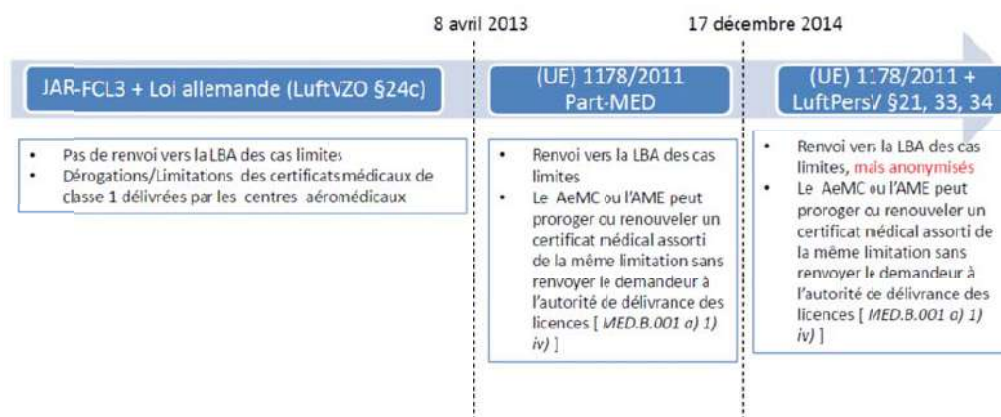 8 avril 2013
17 décembre 2014
JAR-FCL3 + Loi allemande (LuftVZO §24c)
(UE) 1178/2011
Part-MED
(UE) 1178/2011 +
LuftPersV §21, 33, 34
• Pas de renvoi vers la LBA des cas limites
• Dérogations/Limitations des certificats médicaux de
classe 1 délivrées par les centres aéromédicaux
• Renvoi vers la LBA des cas
limites
• Le AeMC ou l'AME peut
proroger ou renouveler un
certificat médical assorti
de la même limitation sans
renvoyer le demandeur à
l'autorité de délivrance des
licences [ MED.B.001 a) 1)
iv) ]
• Renvoi vers la LBA des cas
limites, mais anonymisés
• Le AeMC ou l'AME peut
proroger ou renouveler un
certificat médical assorti de
la même limitation sans
renvoyer le demandeur à
l'autorité de délivrance des
licences [ MED.B.001 a) 1)
iv) ]